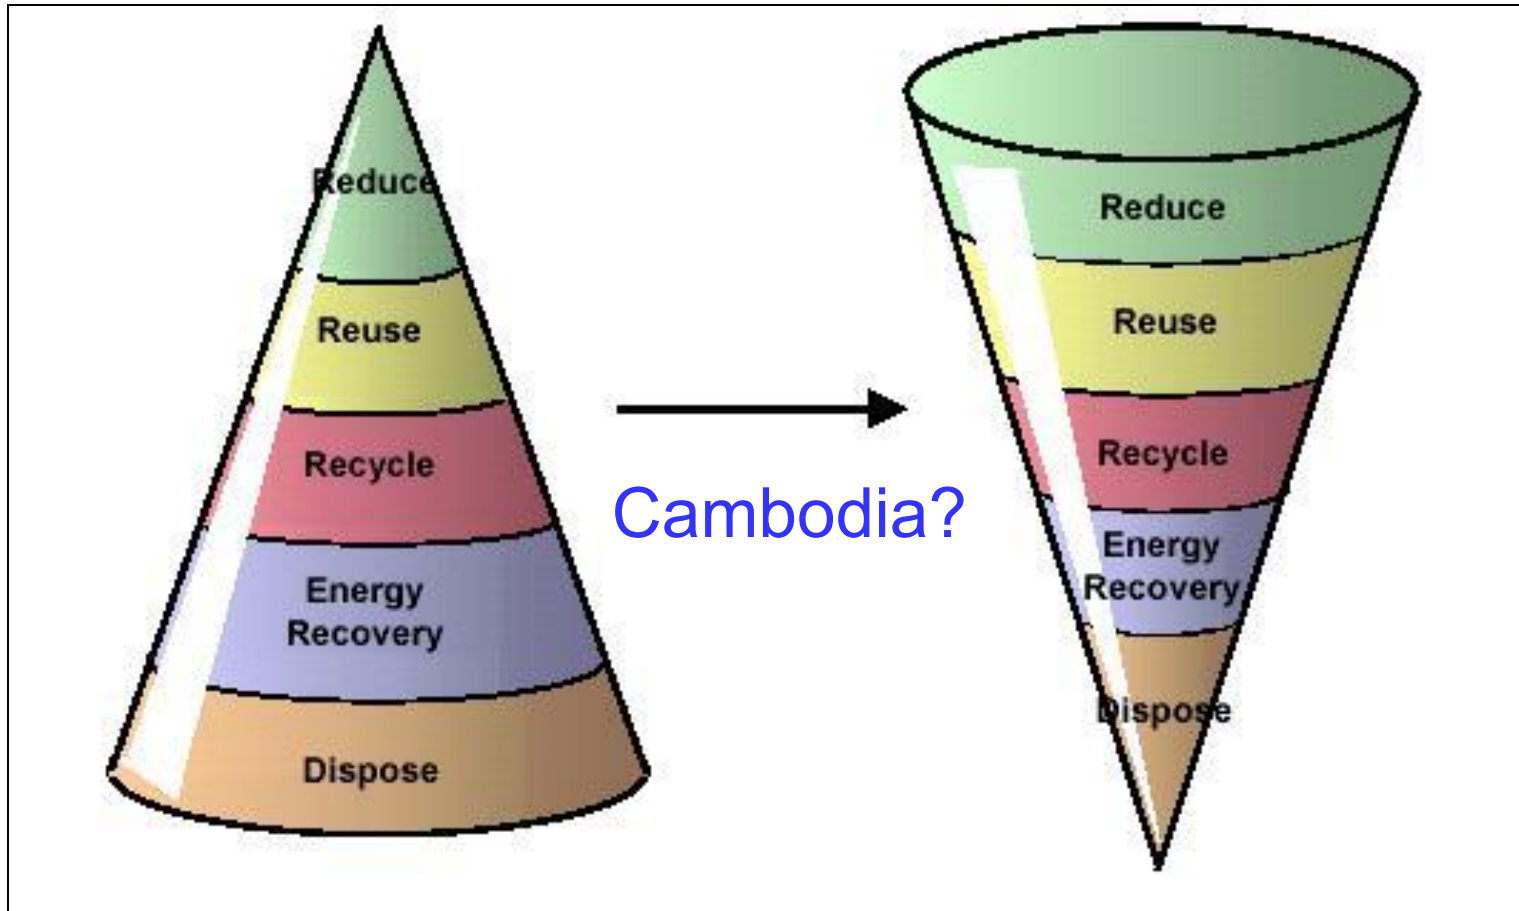 Reduce
Reuse
Recycle
Energy
Recovery
Dispose
Cambodia?
Reduce
Reuse
Recycle
Energy
Recovery
Dispose